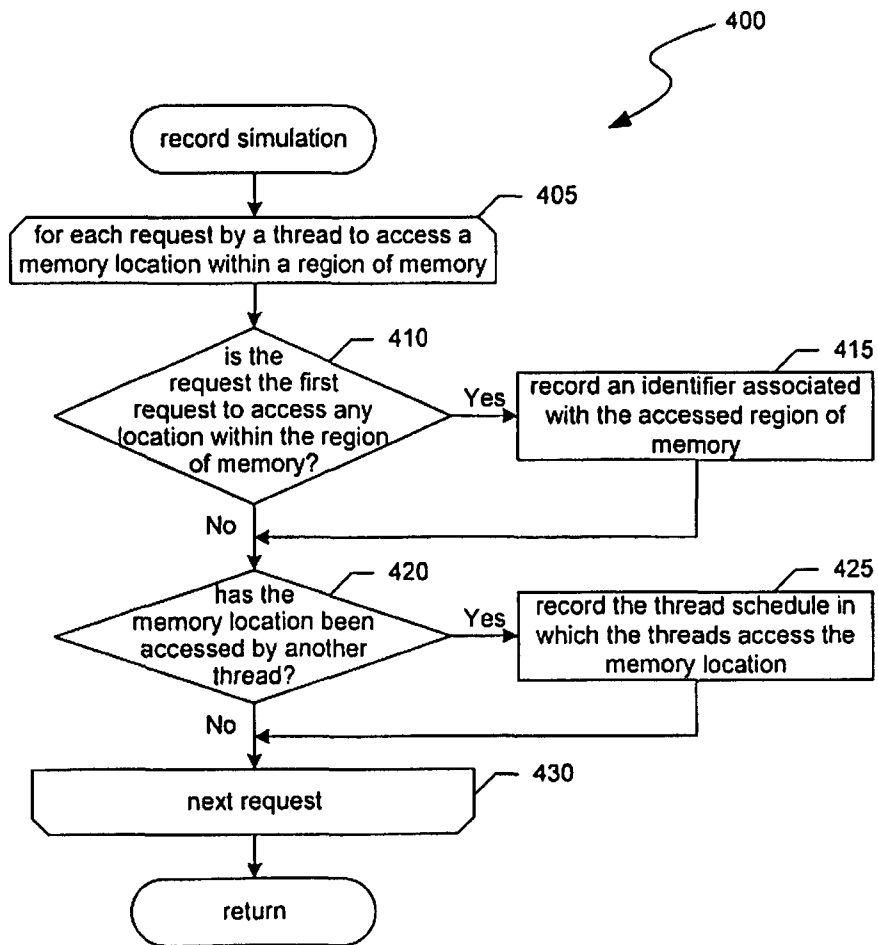 400
record simulation
405
for each request by a thread to access a
memory location within a region of memory
410
is the
request the first
request to access any
location within the region
of memory?
Yes
415
record an identifier associated
with the accessed region of
memory
No
420
has the
memory location been
accessed by another
thread?
Yes
425
record the thread schedule in
which the threads access the
memory location
No
430
next request
return